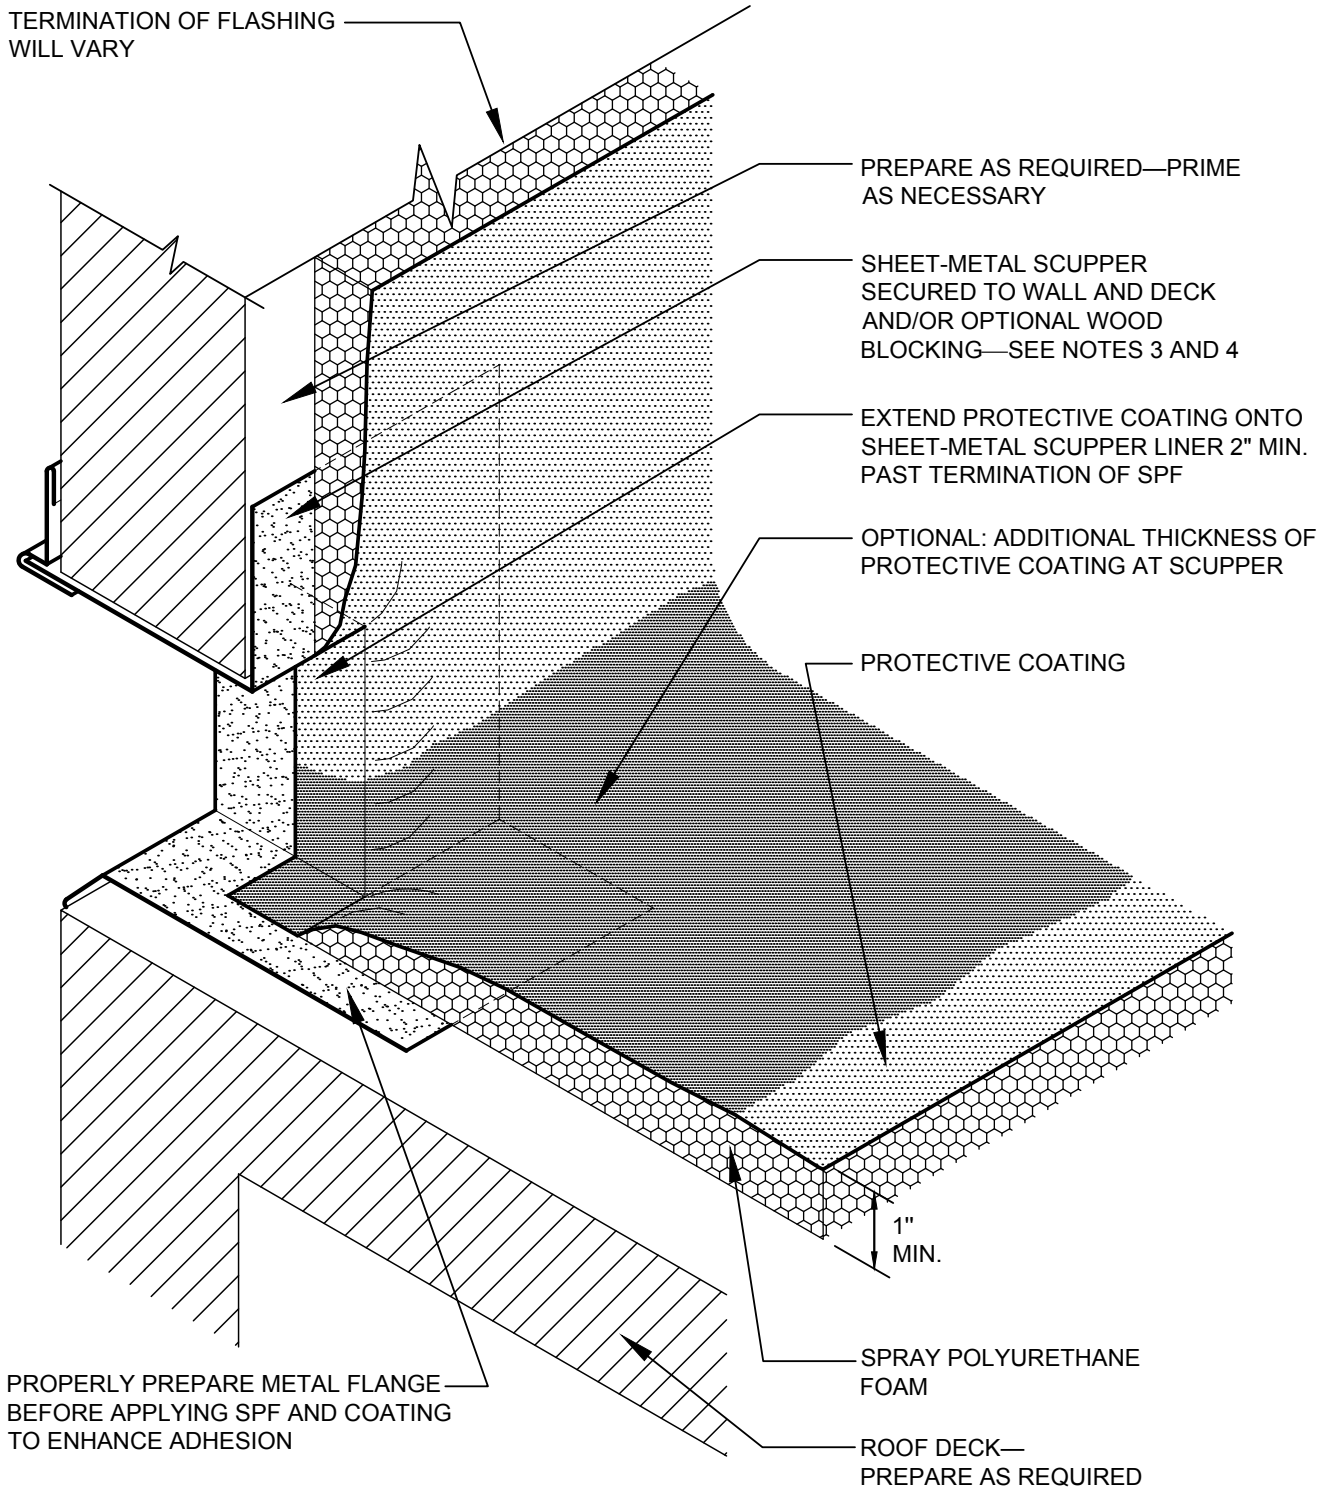 TERMINATION OF FLASHING
WILL VARY
PREPARE AS REQUIRED—PRIME
AS NECESSARY
SHEET-METAL SCUPPER
SECURED TO WALL AND DECK
AND/OR OPTIONAL WOOD
BLOCKING—SEE NOTES 3 AND 4
EXTEND PROTECTIVE COATING ONTO
SHEET-METAL SCUPPER LINER 2" MIN.
PAST TERMINATION OF SPF
OPTIONAL: ADDITIONAL THICKNESS OF
PROTECTIVE COATING AT SCUPPER
PROTECTIVE COATING
1"
MIN.
SPRAY POLYURETHANE
FOAM
PROPERLY PREPARE METAL FLANGE
BEFORE APPLYING SPF AND COATING
TO ENHANCE ADHESION
ROOF DECK—
PREPARE AS REQUIRED